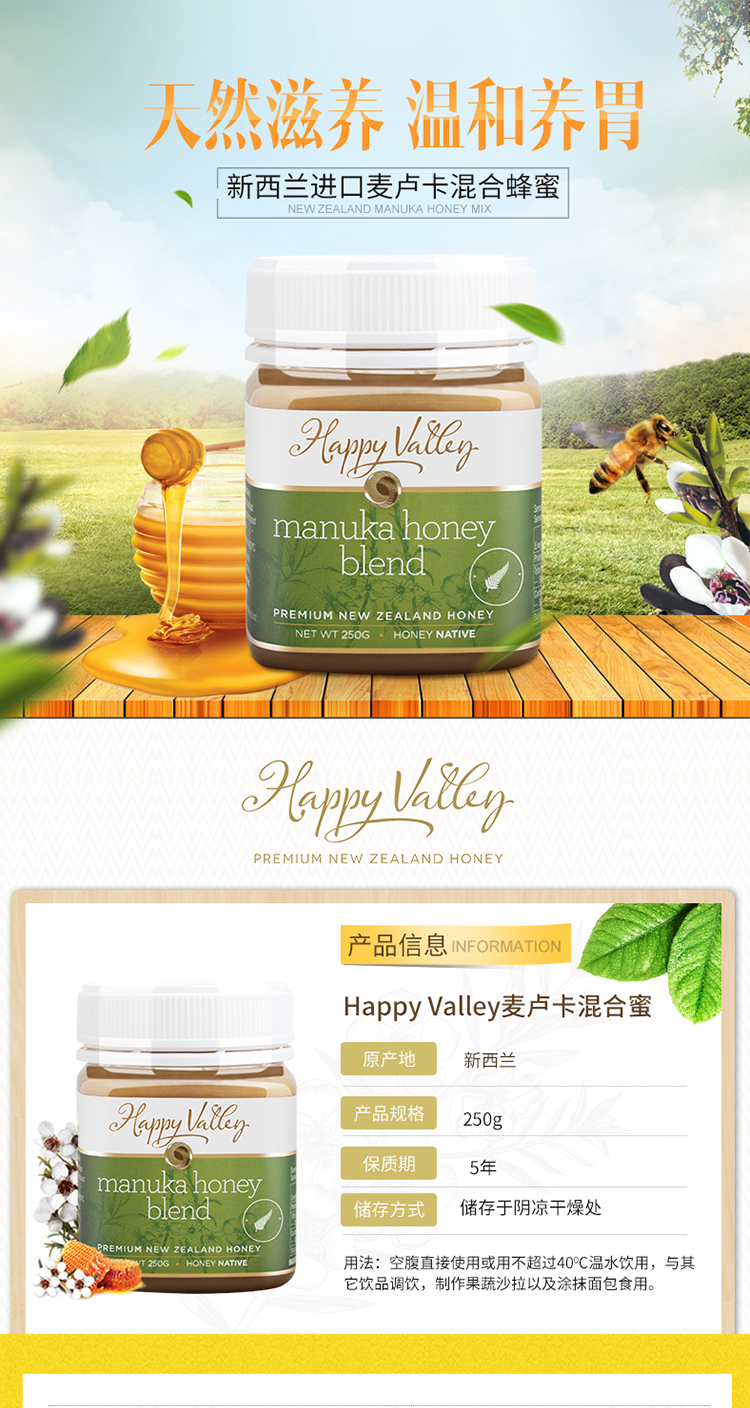 天然滋养 温和养胃
新西兰进口麦卢卡混合蜂蜜
NEW ZEALAND MANUKA HONEY MIX
Happy Valley
manuka honey
blend
PREMIUM NEW ZEALAND HONEY
NET WT 250G • HONEY NATIVE
Happy Valley
PREMIUM NEW ZEALAND HONEY
产品信息 INFORMATION
Happy Valley麦卢卡混合蜜
原产地 新西兰
产品规格 250g
保质期 5年
储存方式 储存于阴凉干燥处
用法：空腹直接使用或用不超过40⁰C温水饮用，与其
它饮品调饮，制作果蔬沙拉以及涂抹面包食用。
Happy Valley
manuka honey
blend
PREMIUM NEW ZEALAND HONEY
WT 250G • HONEY NATIVE